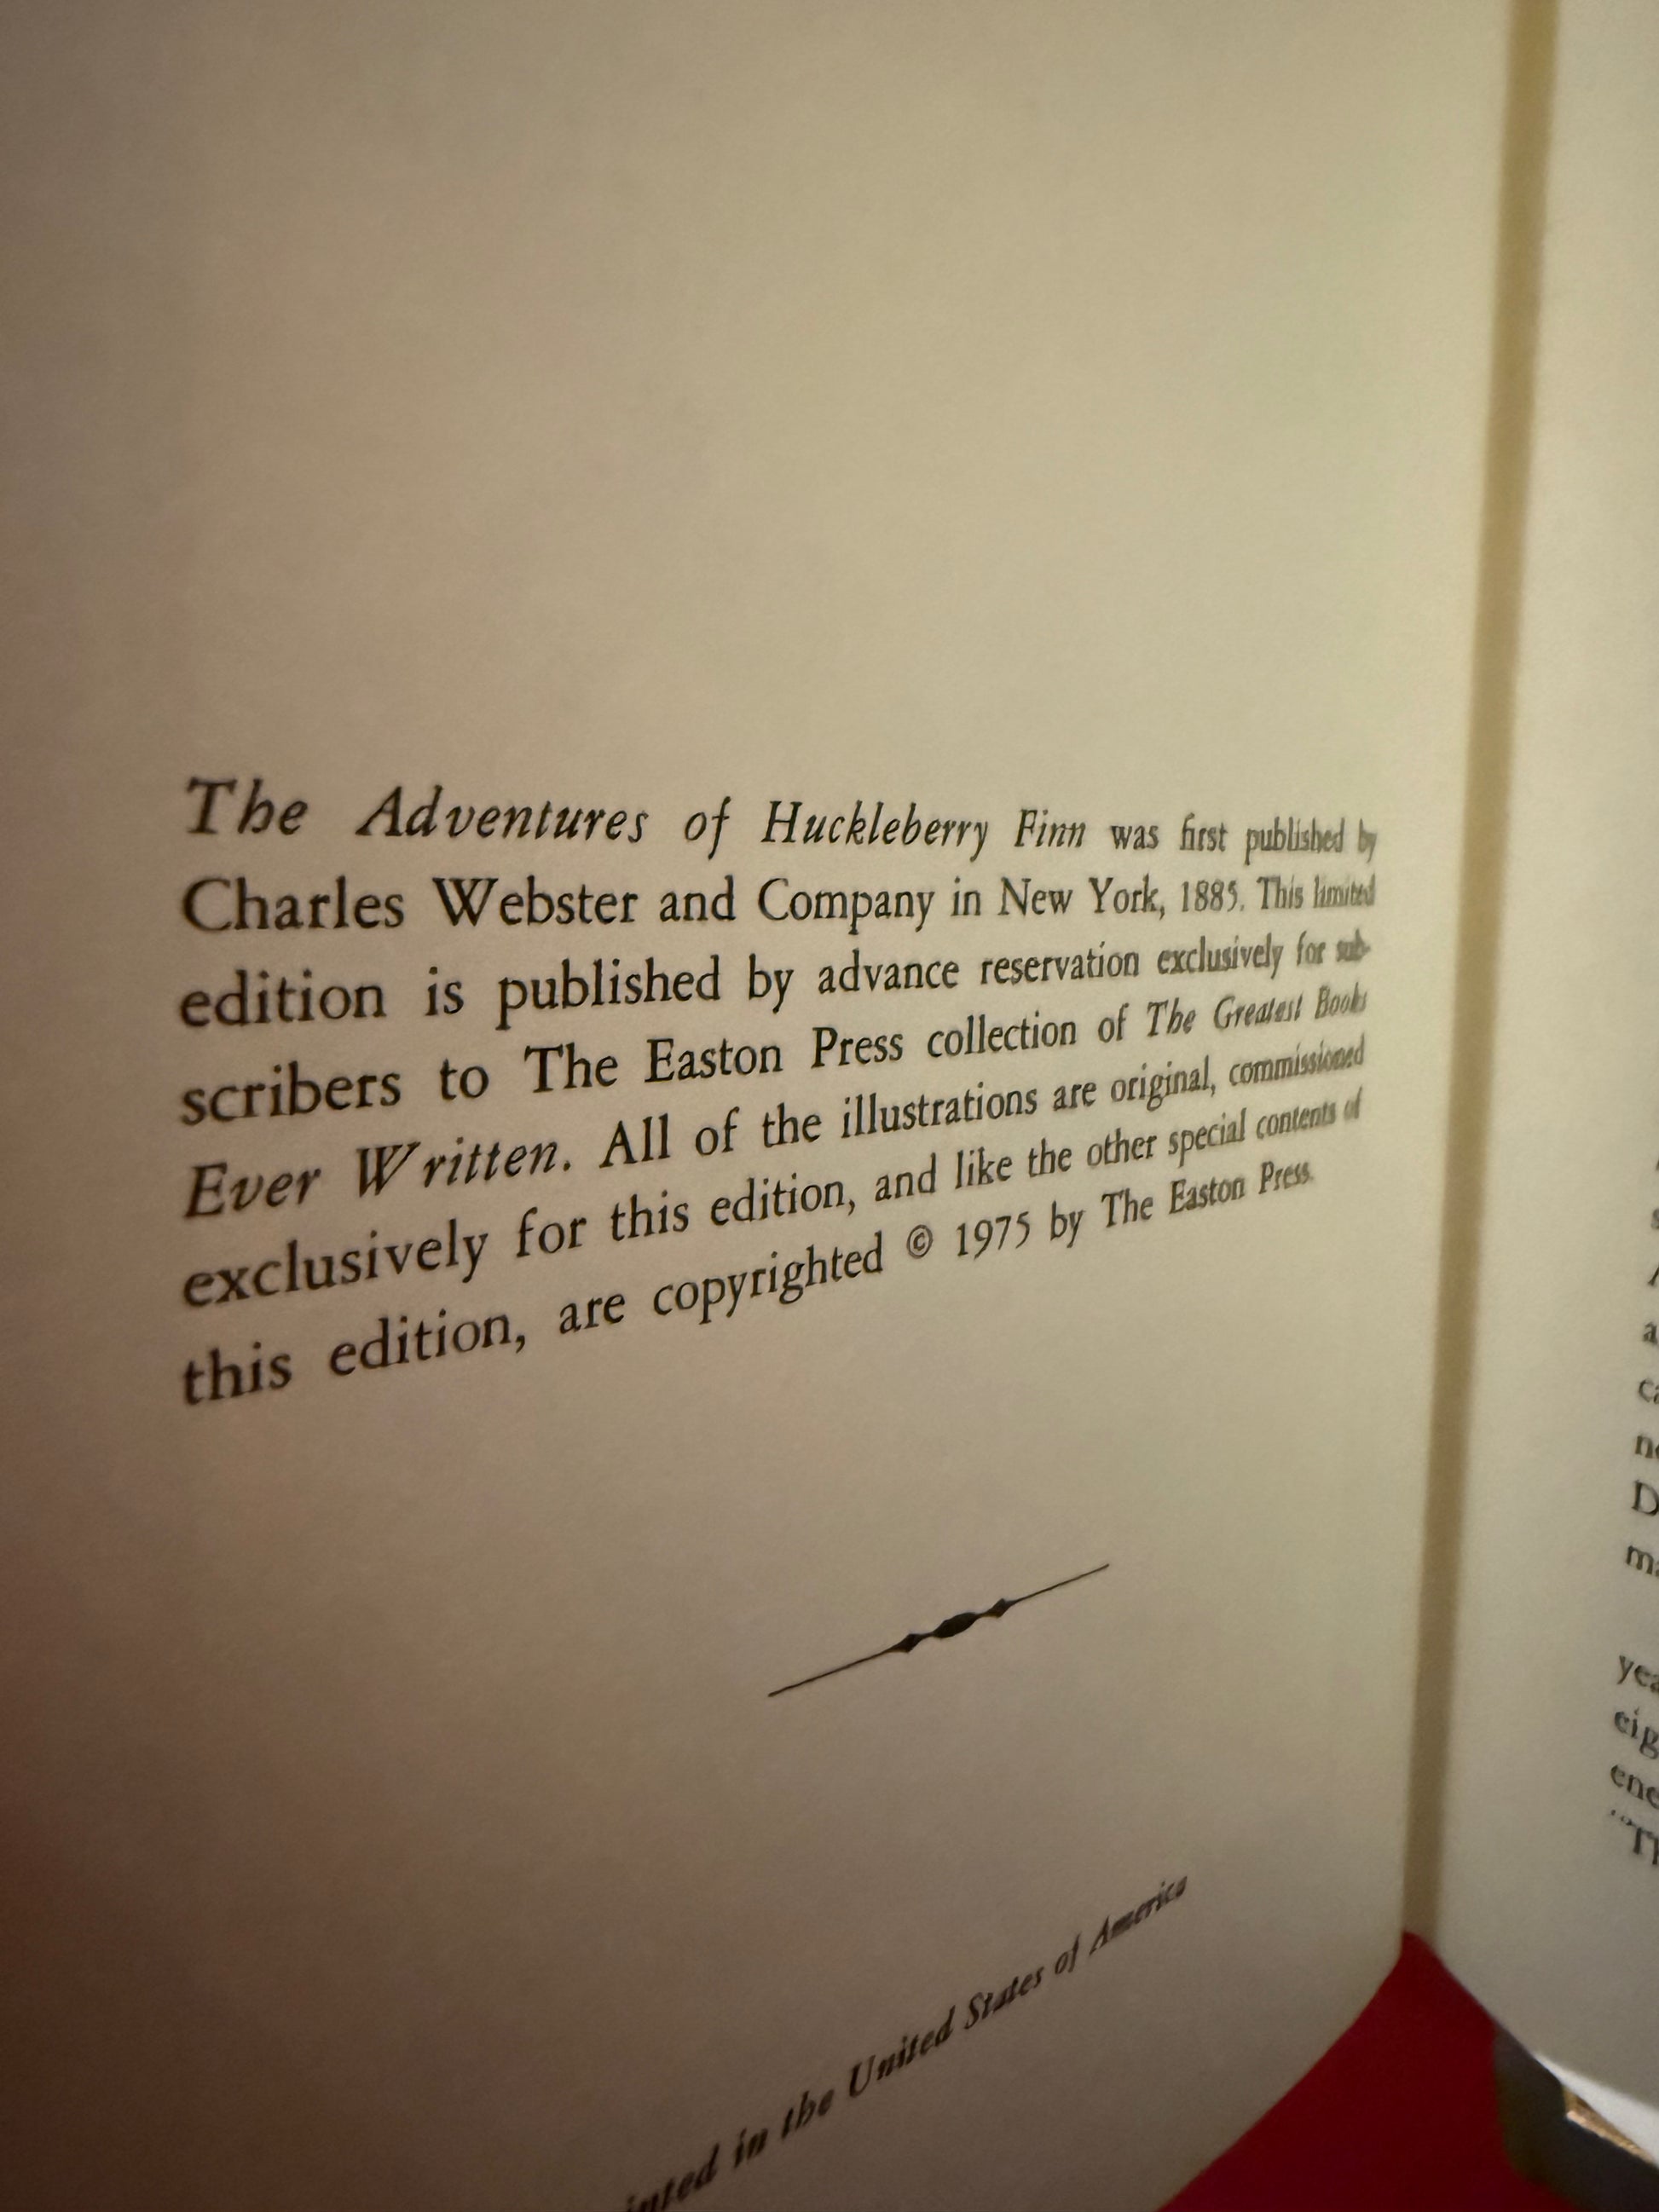 The Adventures of Huckleberry Finn was first published by
Charles Webster and Company in New York, 1885. This limited
edition is published by advance reservation exclusively for sub-
scribers to The Easton Press collection of The Greatest Books
Ever Written. All of the illustrations are original, commissioned
exclusively for this edition, and like the other special contents of
this edition, are copyrighted © 1975 by The Easton Press.
in the United States of America